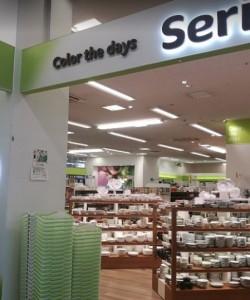 Color the days
Seri